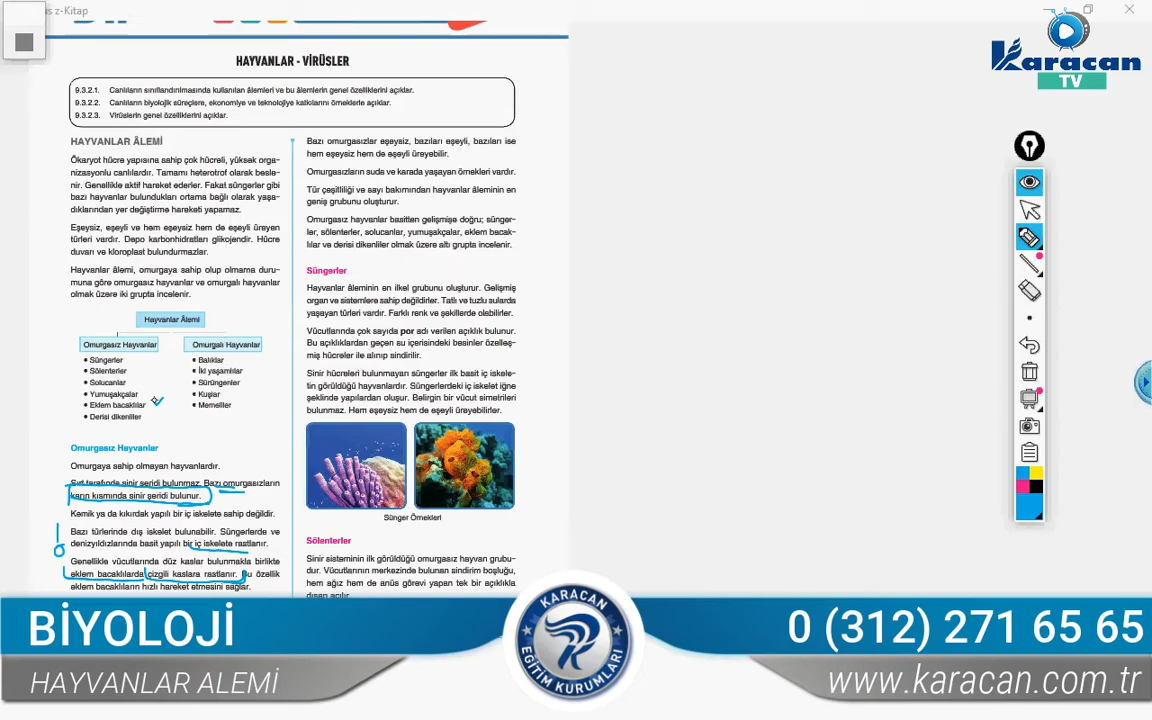 z-Kitap
Karacan
TV
HAYVANLAR - VİRÜSLER
9.3.2.1. Canlıların sınıflandırılmasında kullanılan âlemleri ve bu âlemlerin genel özelliklerini açıklar.
9.3.2.2. Canlıların biyolojik süreçlere, ekonomiye ve teknolojiye katkılarını örneklerle açıklar.
9.3.2.3. Virüslerin genel özelliklerini açıklar.
HAYVANLAR ÂLEMİ
Ökaryot hücre yapısına sahip çok hücreli, yüksek orga-
nizasyonlu canlılardır. Tamamı heterotrof olarak besle-
nir. Genellikle aktif hareket ederler. Fakat süngerler gibi
bazı hayvanlar bulundukları ortama bağlı olarak yaşa-
dıklarından yer değiştirme hareketi yapamaz.
Eşeysiz, eşeyli ve hem eşeysiz hem de eşeyli üreyen
türleri vardır. Depo karbonhidratları glikojendir. Hücre
duvarı ve kloroplast bulundurmazlar.
Hayvanlar âlemi, omurgaya sahip olup olmama duru-
muna göre omurgasız hayvanlar ve omurgalı hayvanlar
olmak üzere iki grupta incelenir.
Hayvanlar Âlemi
Omurgasız Hayvanlar
• Süngerler
• Sölenterler
• Solucanlar
• Yumuşakçalar
• Eklem bacaklılar
• Derisi dikenliler
Omurgalı Hayvanlar
• Balıklar
• İki yaşamlılar
• Sürüngenler
• Kuşlar
• Memeliler
Omurgasız Hayvanlar
Omurgaya sahip olmayan hayvanlardır.
Sırt tarafında sinir şeridi bulunmaz. Bazı omurgasızların
karın kısmında sinir şeridi bulunur.
Kemik ya da kıkırdak yapılı bir iç iskelete sahip değildir.
Bazı türlerinde dış iskelet bulunabilir. Süngerlerde ve
denizyıldızlarında basit yapılı bir iç iskelete rastlanır.
Genellikle vücutlarında düz kaslar bulunmakla birlikte
eklem bacaklılarda çizgili kaslara rastlanır. Bu özellik
eklem bacaklıların hızlı hareket etmesini sağlar.
Bazı omurgasızlar eşeysiz, bazıları eşeyli, bazıları ise
hem eşeysiz hem de eşeyli üreyebilir.
Omurgasızların suda ve karada yaşayan örnekleri vardır.
Tür çeşitliliği ve sayı bakımından hayvanlar âleminin en
geniş grubunu oluşturur.
Omurgasız hayvanlar basitten gelişmişe doğru; sünger-
ler, sölenterler, solucanlar, yumuşakçalar, eklem bacak-
lılar ve derisi dikenliler olmak üzere altı grupta incelenir.
Süngerler
Hayvanlar âleminin en ilkel grubunu oluşturur. Gelişmiş
organ ve sistemlere sahip değildirler. Tatlı ve tuzlu sularda
yaşayan türleri vardır. Farklı renk ve şekillerde olabilirler.
Vücutlarında çok sayıda por adı verilen açıklık bulunur.
Bu açıklıklardan geçen su içerisindeki besinler özelleş-
miş hücreler ile alınıp sindirilir.
Sinir hücreleri bulunmayan süngerler ilk basit iç iskele-
tin görüldüğü hayvanlardır. Süngerlerdeki iç iskelet iğne
şeklinde yapılardan oluşur. Belirgin bir vücut simetrileri
bulunmaz. Hem eşeysiz hem de eşeyli üreyebilirler.
Sünger Örnekleri
Sölenterler
Sinir sisteminin ilk görüldüğü omurgasız hayvan grubu-
dur. Vücutlarının merkezinde bulunan sindirim boşluğu,
hem ağız hem de anüs görevi yapan tek bir açıklıkla
dışarı açılır.
BİYOLOJİ
HAYVANLAR ALEMİ
KARACAN
EĞİTİM KURUMLARI
0 (312) 271 65 65
www.karacan.com.tr